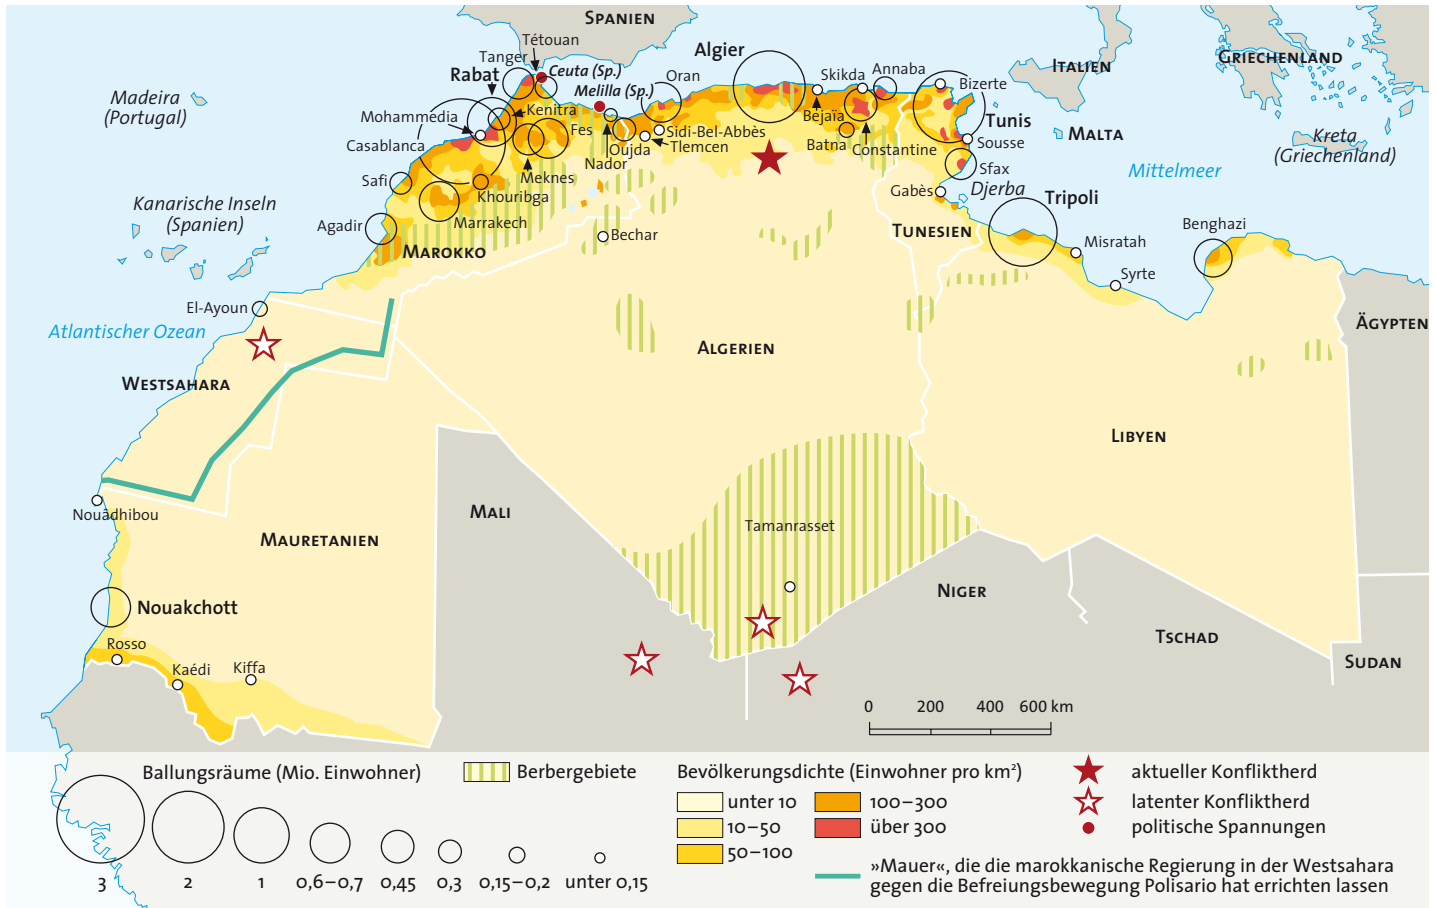 SPANIEN
Tétouan
Tanger
Algier
Ceuta (Sp.)
Rabat
Melilla (Sp.)
Oran
Skikda
Annaba
ITALIEN
GRIECHENLAND
Bizerte
Madeira
(Portugal)
Mohammédia
Kenitra
Casablanca
Fes
Sidi-Bel-Abbès
Tlemcen
Oujda
Nador
Bejaïa
Batna
Constantine
Tunis
Sousse
Sfax
MALTA
Kreta
(Griechenland)
Mittelmeer
Safi
Meknes
Khouribga
Marrakech
Gabès
Djerba
Tripoli
Kanarische Inseln
(Spanien)
Agadir
MAROKKO
Bechar
TUNESIEN
Misratah
Benghazi
Syrte
El-Ayoun
Atlantischer Ozean
ÄGYPTEN
ALGERIEN
WESTSAHARA
LIBYEN
Nouâdhibou
MALI
Tamanrasset
MAURETANIEN
NIGER
Nouakchott
TSCHAD
Rosso
Kaédi
Kiffa
SUDAN
0 200 400 600 km
Ballungsräume (Mio. Einwohner)
3 2 1 0,6–0,7 0,45 0,3 0,15–0,2 unter 0,15
Berbergebiete
Bevölkerungsdichte (Einwohner pro km²)
unter 10
10–50
50–100
100–300
über 300
aktueller Konfliktherd
latenter Konfliktherd
politische Spannungen
»Mauer«, die die marokkanische Regierung in der Westsahara
gegen die Befreiungsbewegung Polisario hat errichten lassen